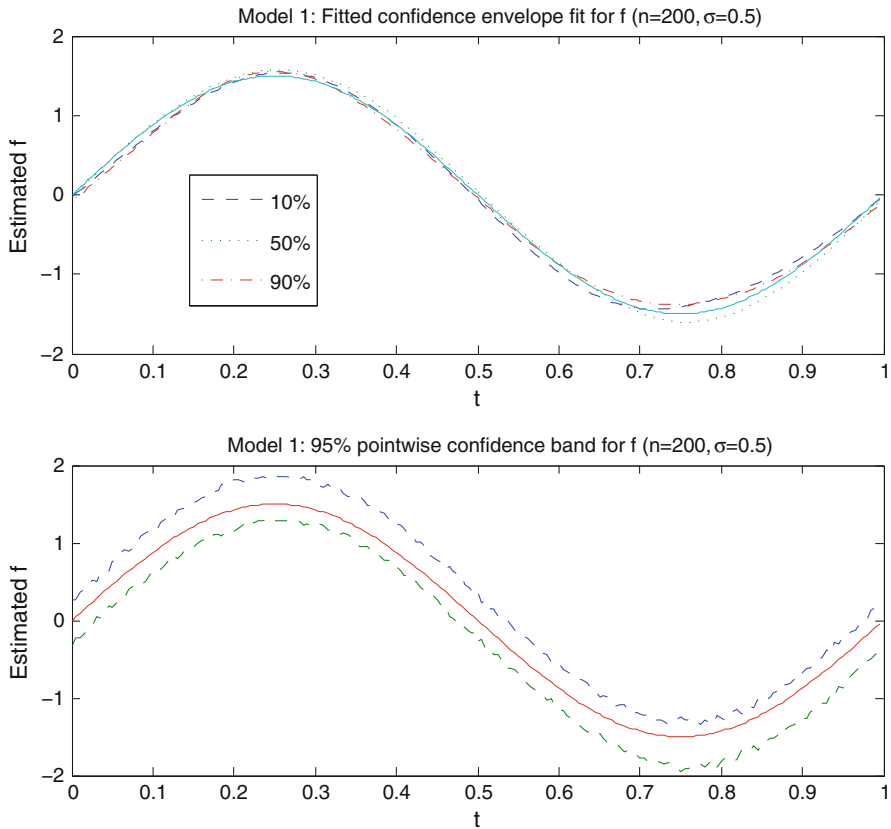 Model 1: Fitted confidence envelope fit for f (n=200, σ=0.5)
2
1
0
−1
−2
Estimated f
10%
50%
90%
0 0.1 0.2 0.3 0.4 0.5 0.6 0.7 0.8 0.9 1
t
Model 1: 95% pointwise confidence band for f (n=200, σ=0.5)
2
1
0
−1
−2
Estimated f
0 0.1 0.2 0.3 0.4 0.5 0.6 0.7 0.8 0.9 1
t